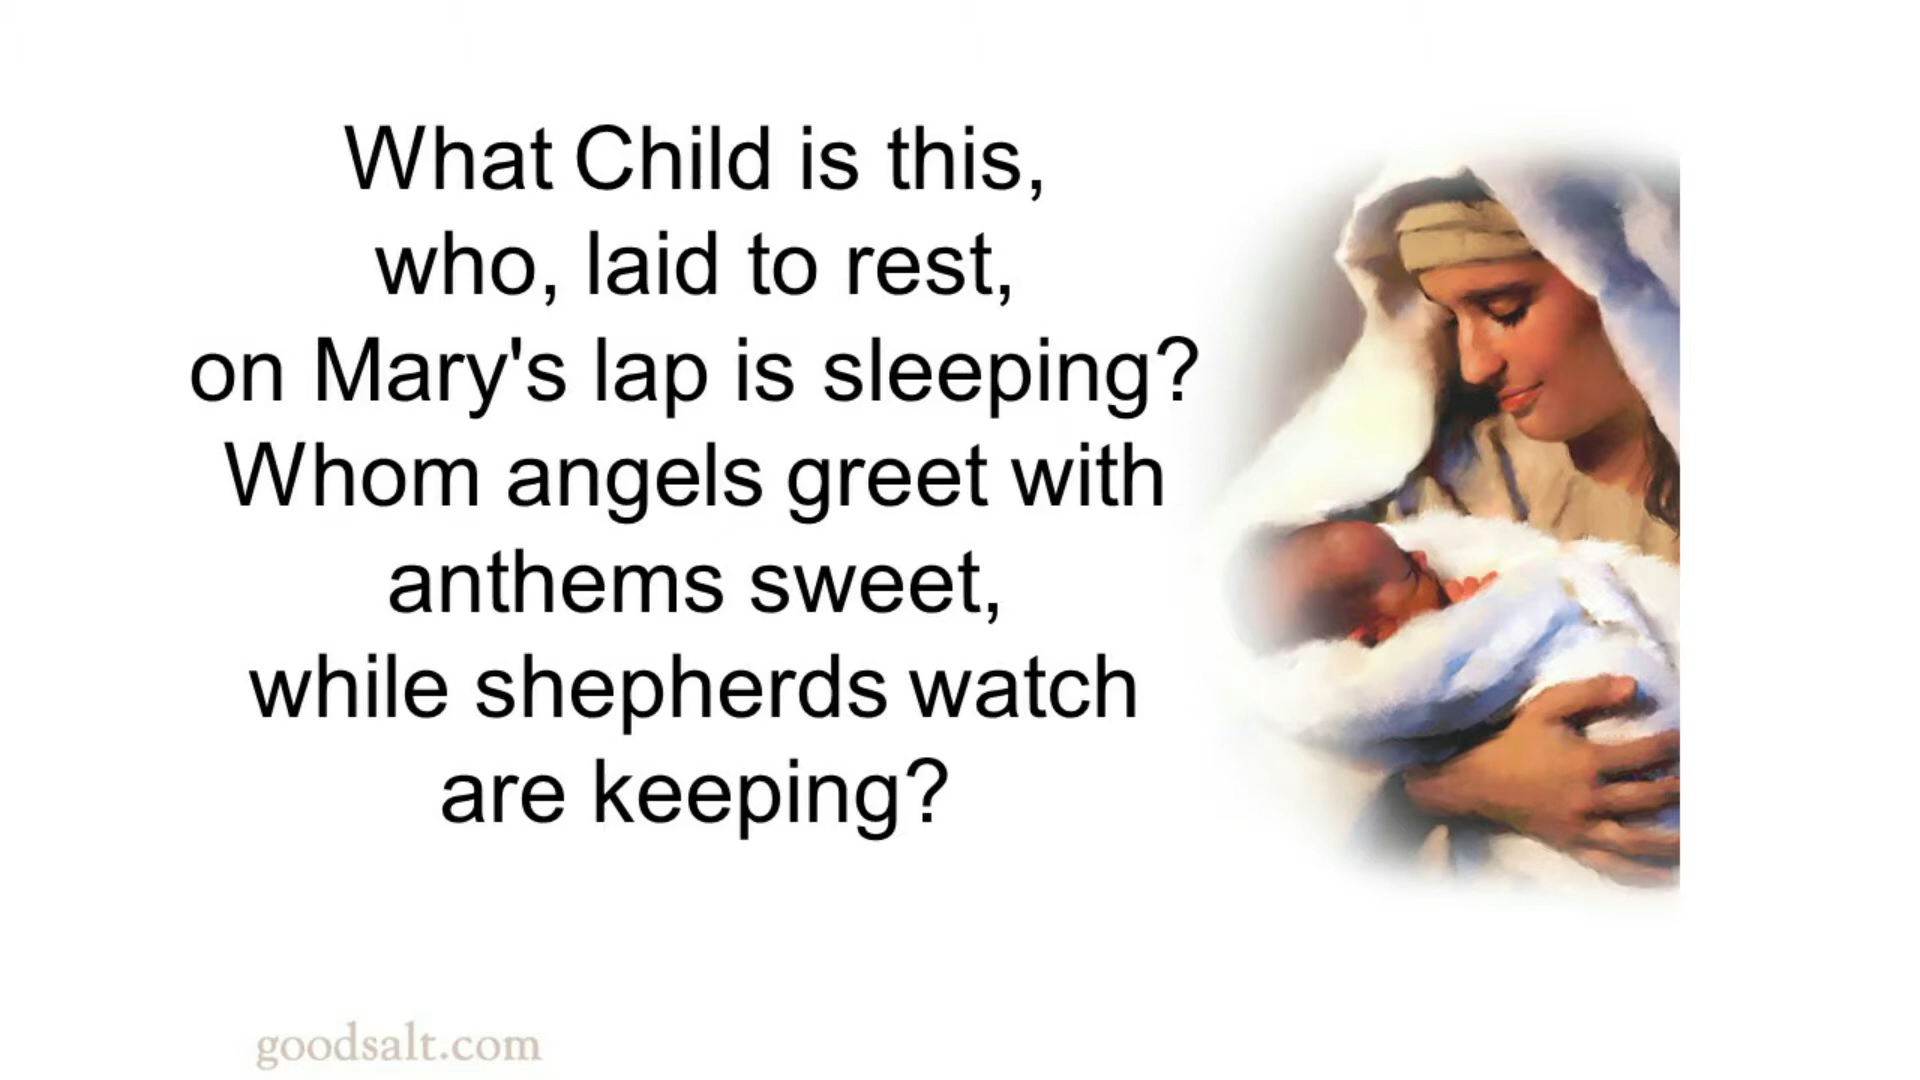 What Child is this,
who, laid to rest,
on Mary's lap is sleeping?
Whom angels greet with
anthems sweet,
while shepherds watch
are keeping?
goodsalt.com